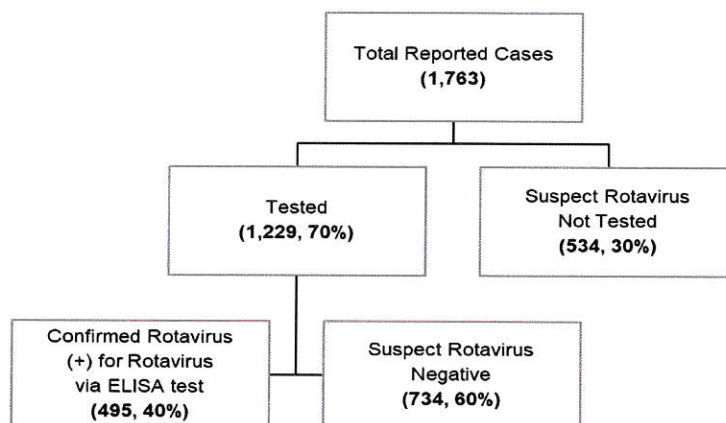 Total Reported Cases
(1,763)
Tested
(1,229, 70%)
Suspect Rotavirus
Not Tested
(534, 30%)
Confirmed Rotavirus
(+) for Rotavirus
via ELISA test
(495, 40%)
Suspect Rotavirus
Negative
(734, 60%)